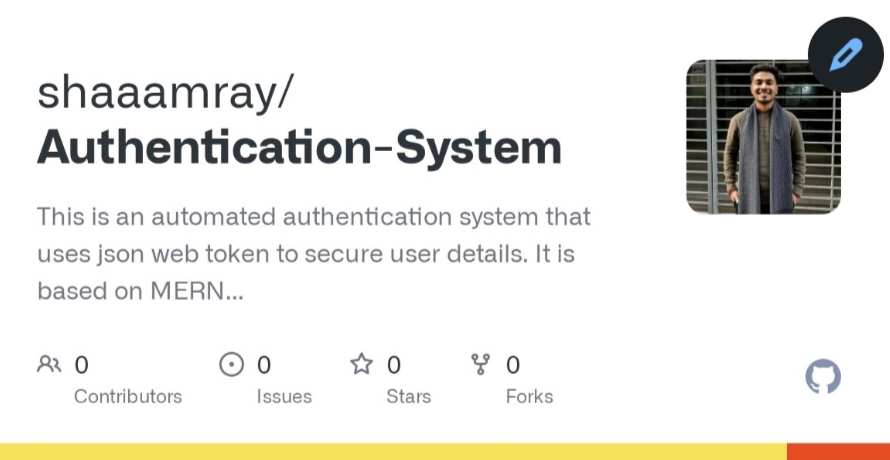 shaaamray/
Authentication-System
This is an automated authentication system that
uses json web token to secure user details. It is
based on MERN...
0 0 0 0
Contributors Issues Stars Forks